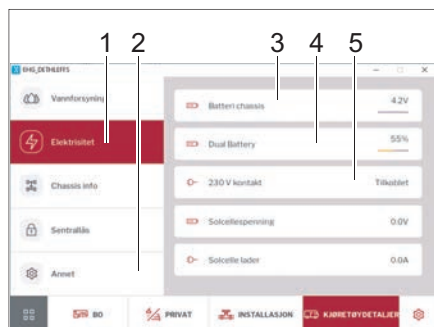 1 2 3 4 5
EHG_DETHLEFFS
Vannforsyning
Batteri chassis 4.2V
Elektrisitet
Dual Battery 55%
Chassis info
230 V kontakt Tilkoblet
Sentrallås
Solcellespenning 0.0V
Annet
Solcelle lader 0.0A
BO PRIVAT INSTALLASJON KJØRETØYDETALJER